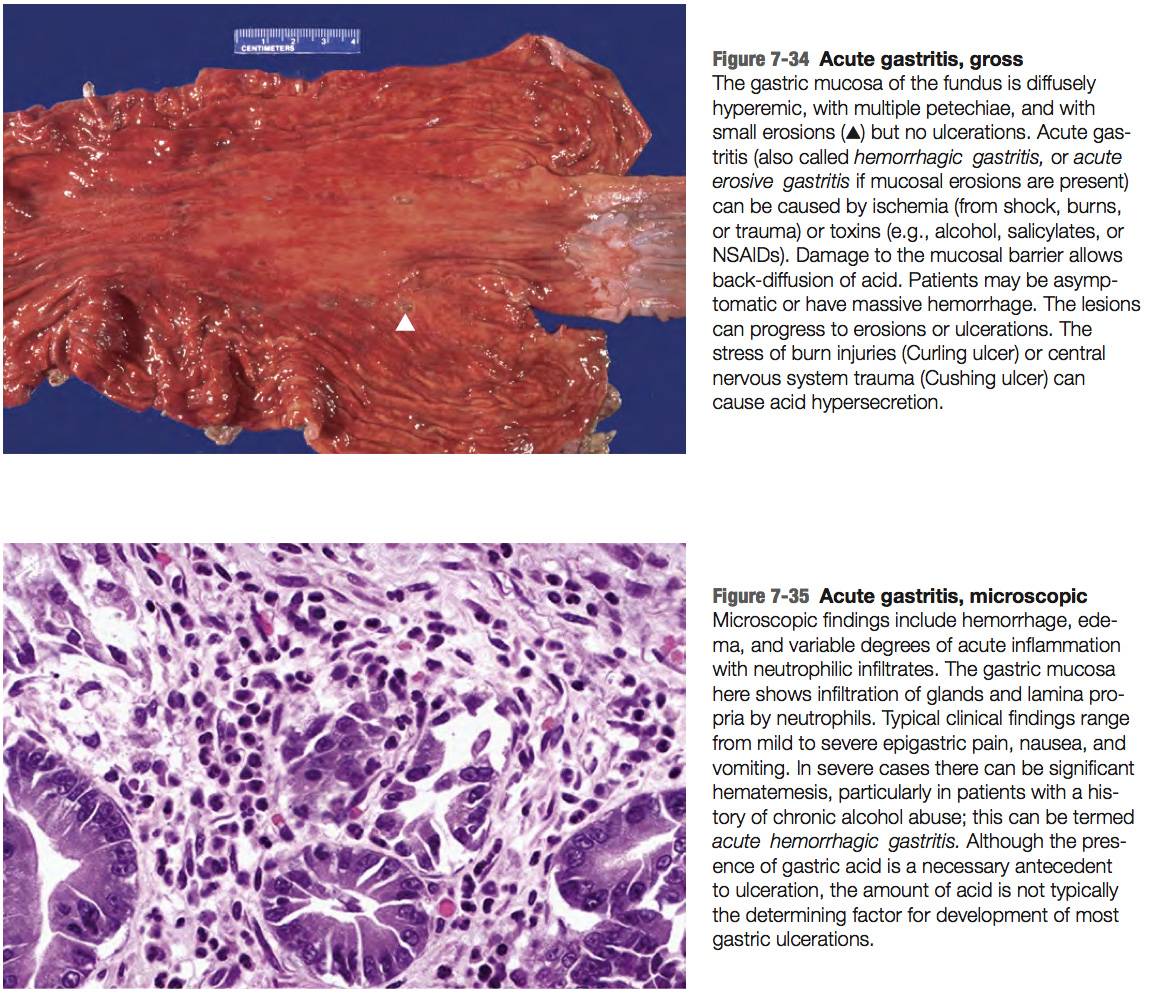 1 2 3 4
CENTIMETERS
Figure 7-34 Acute gastritis, gross
The gastric mucosa of the fundus is diffusely
hyperemic, with multiple petechiae, and with
small erosions (▲) but no ulcerations. Acute gas-
tritis (also called hemorrhagic gastritis, or acute
erosive gastritis if mucosal erosions are present)
can be caused by ischemia (from shock, burns,
or trauma) or toxins (e.g., alcohol, salicylates, or
NSAIDs). Damage to the mucosal barrier allows
back-diffusion of acid. Patients may be asymp-
tomatic or have massive hemorrhage. The lesions
can progress to erosions or ulcerations. The
stress of burn injuries (Curling ulcer) or central
nervous system trauma (Cushing ulcer) can
cause acid hypersecretion.
Figure 7-35 Acute gastritis, microscopic
Microscopic findings include hemorrhage, ede-
ma, and variable degrees of acute inflammation
with neutrophilic infiltrates. The gastric mucosa
here shows infiltration of glands and lamina pro-
pria by neutrophils. Typical clinical findings range
from mild to severe epigastric pain, nausea, and
vomiting. In severe cases there can be significant
hematemesis, particularly in patients with a his-
tory of chronic alcohol abuse; this can be termed
acute hemorrhagic gastritis. Although the pres-
ence of gastric acid is a necessary antecedent
to ulceration, the amount of acid is not typically
the determining factor for development of most
gastric ulcerations.